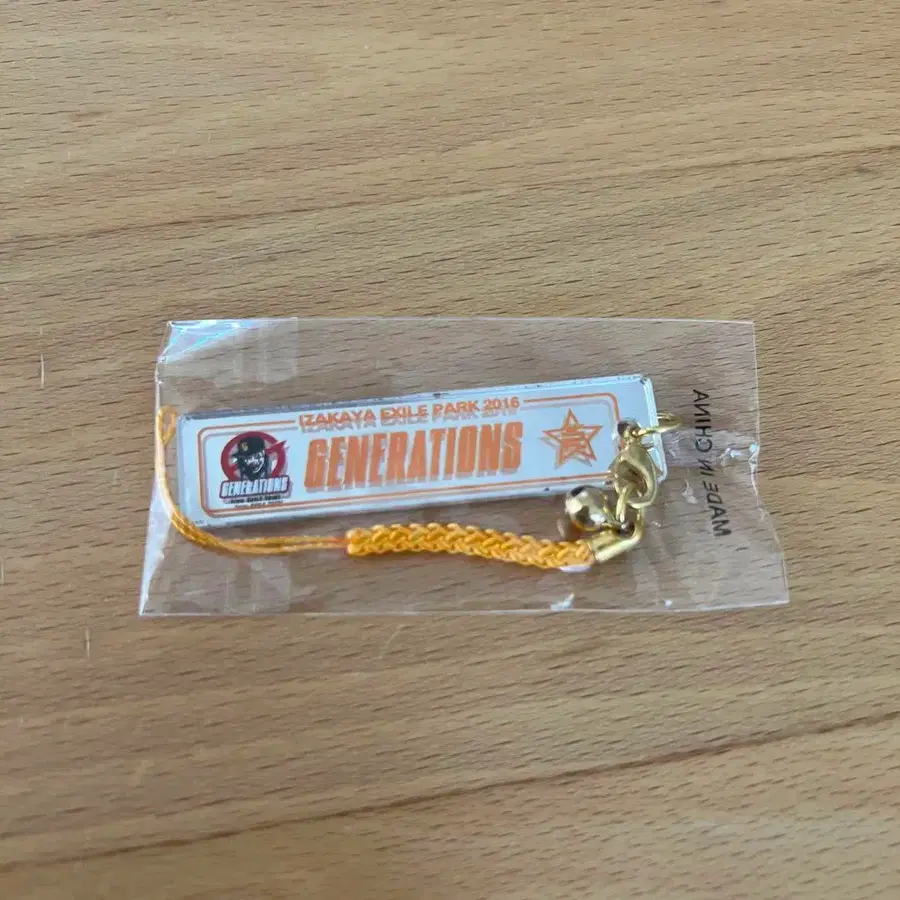 IZAKAYA EXILE PARK 2016
GENERATIONS
GENERATIONS
MADE IN CHINA